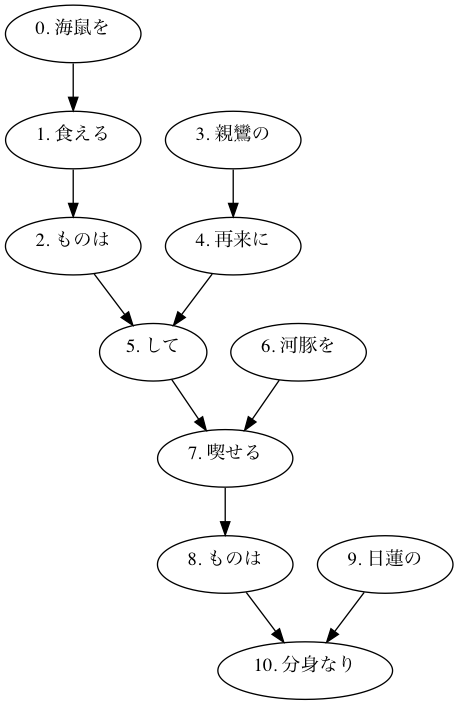 0. 海鼠を
1. 食える
3. 親鸞の
2. ものは
4. 再来に
5. して
6. 河豚を
7. 喫せる
8. ものは
9. 日蓮の
10. 分身なり